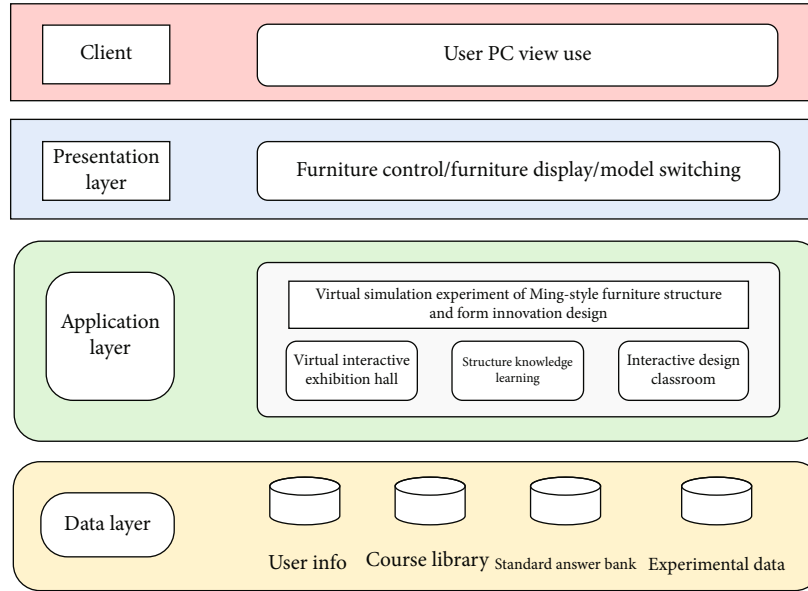 Client
User PC view use
Presentation
layer
Furniture control/furniture display/model switching
Application
layer
Virtual simulation experiment of Ming-style furniture structure
and form innovation design
Virtual interactive
exhibition hall
Structure knowledge
learning
Interactive design
classroom
Data layer
User info
Course library
Standard answer bank
Experimental data